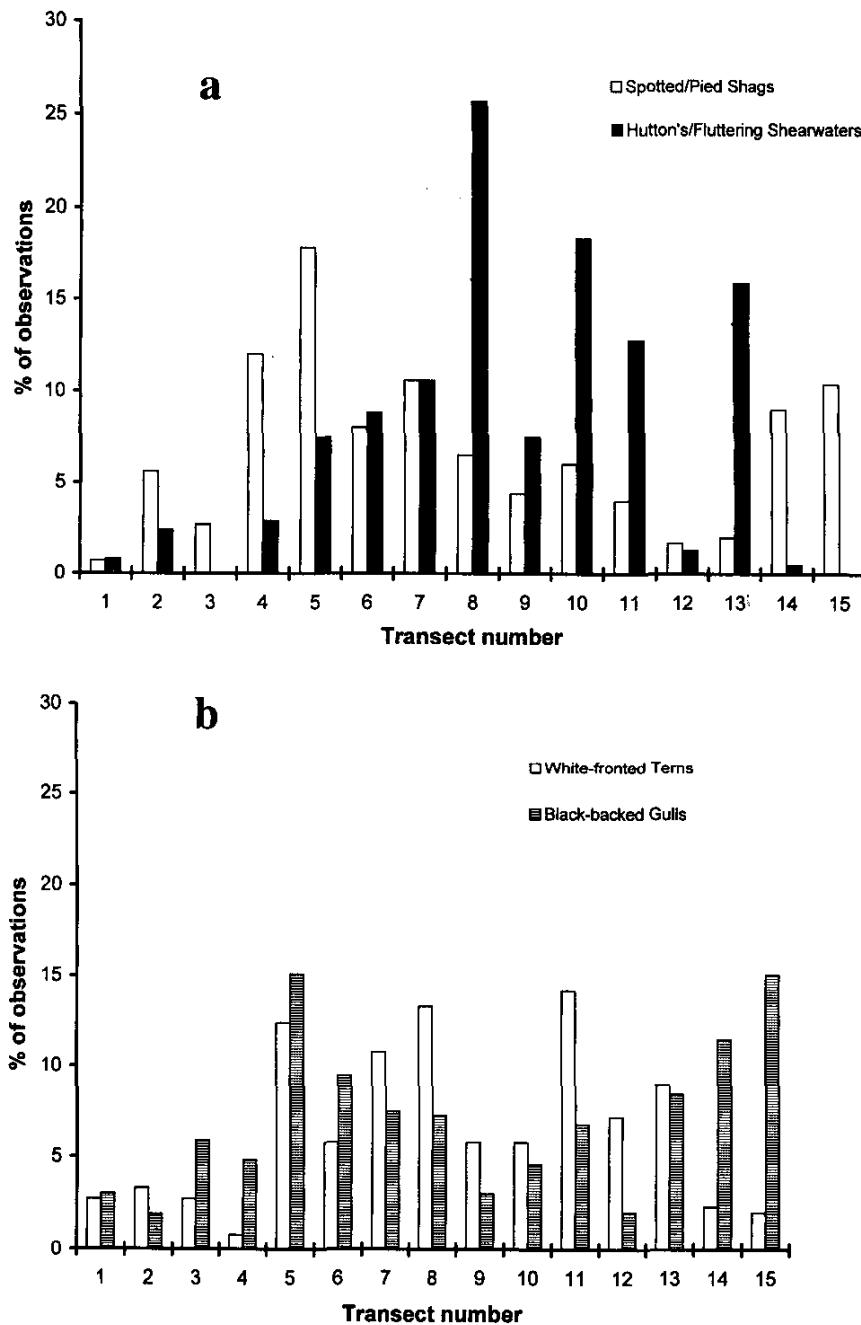 a
30
25
20
15
10
5
0
% of observations
Spotted/Pied Shags
Hutton's/Fluttering Shearwaters
1 2 3 4 5 6 7 8 9 10 11 12 13 14 15
Transect number
b
30
25
20
15
10
5
0
% of observations
White-fronted Terns
Black-backed Gulls
1 2 3 4 5 6 7 8 9 10 11 12 13 14 15
Transect number